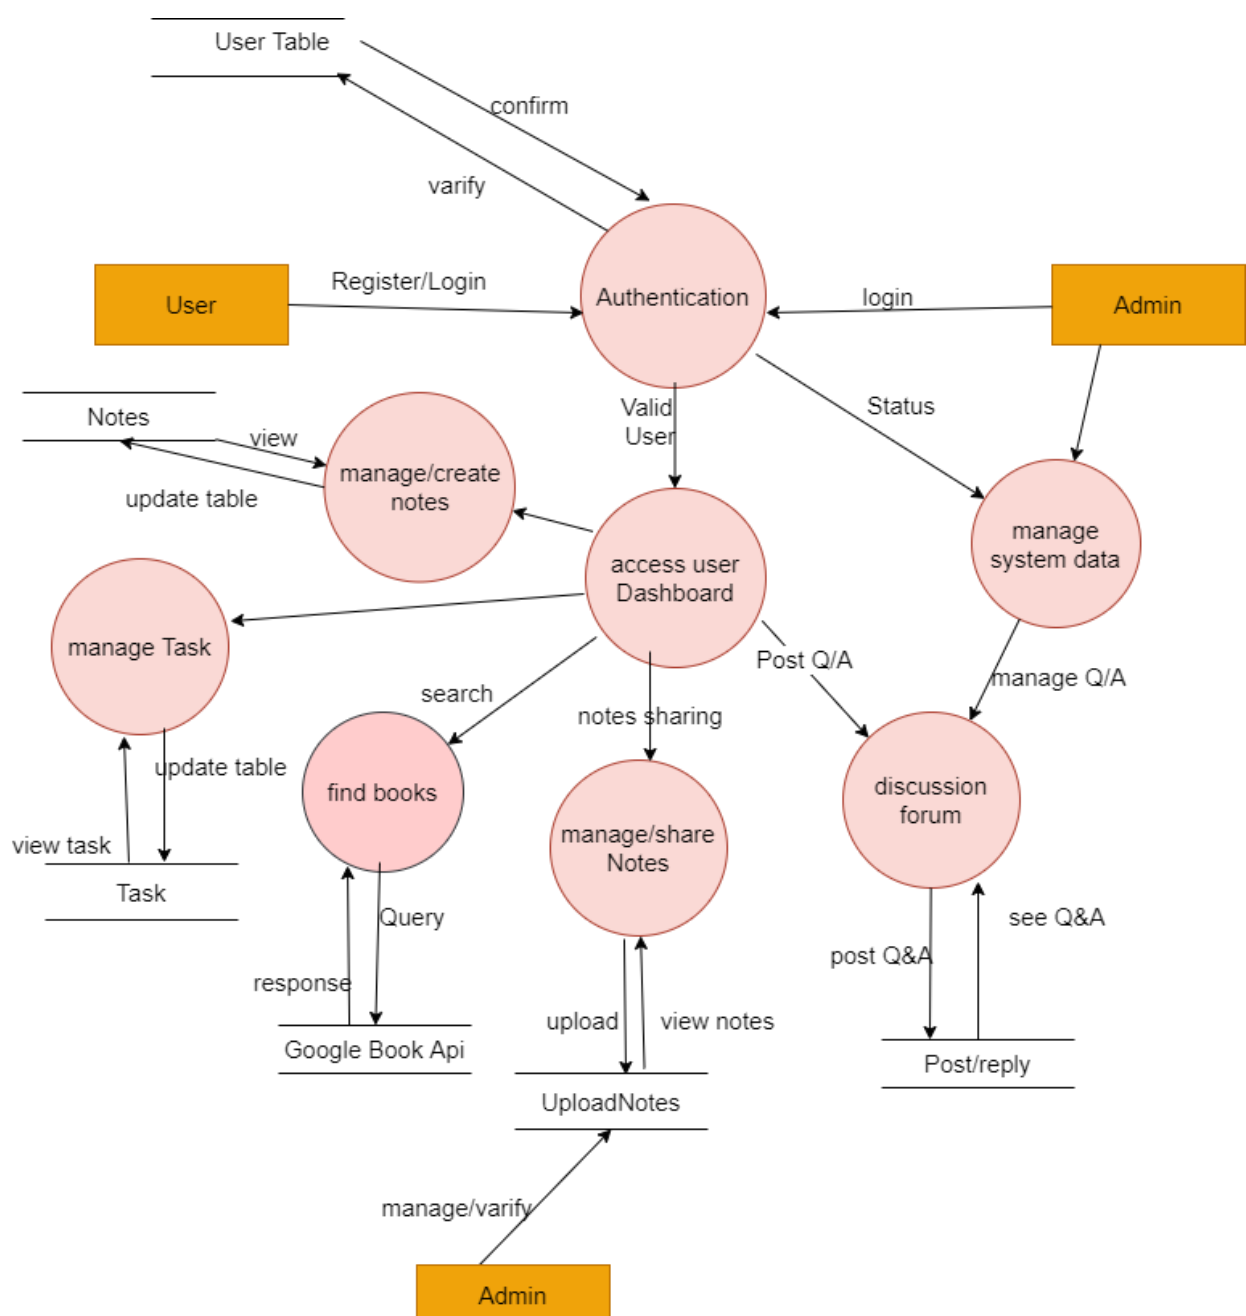 User Table
confirm
varify
User
Register/Login
Authentication
login
Admin
Notes
view
update table
manage/create
notes
Valid
User
Status
manage
system data
access user
Dashboard
manage Task
search
notes sharing
Post Q/A
manage Q/A
update table
view task
Task
find books
manage/share
Notes
discussion
forum
Query
response
Google Book Api
upload
view notes
UploadNotes
post Q&A
see Q&A
Post/reply
manage/varify
Admin